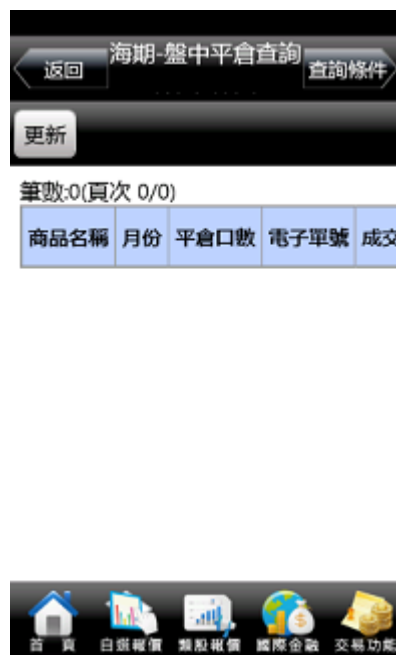 返回
海期-盤中平倉查詢
查詢條件
更新
筆數:0(頁次 0/0)
商品名稱 月份 平倉口數 電子單號 成交
首頁 自選報價 類股報價 國際金融 交易功能